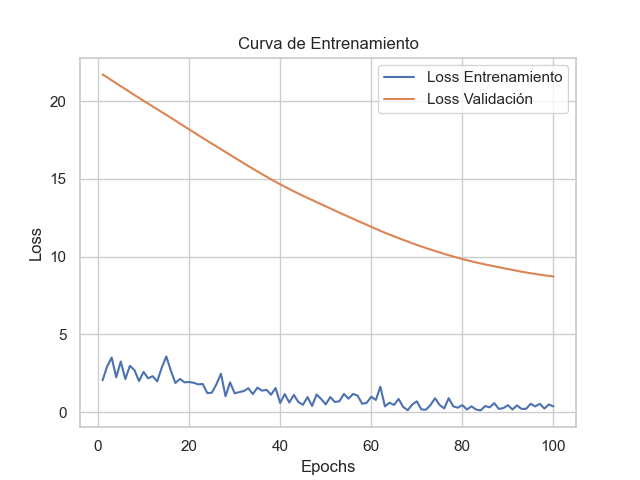 Curva de Entrenamiento
Loss Entrenamiento
Loss Validación
Loss
20
15
10
5
0
0 20 40 60 80 100
Epochs